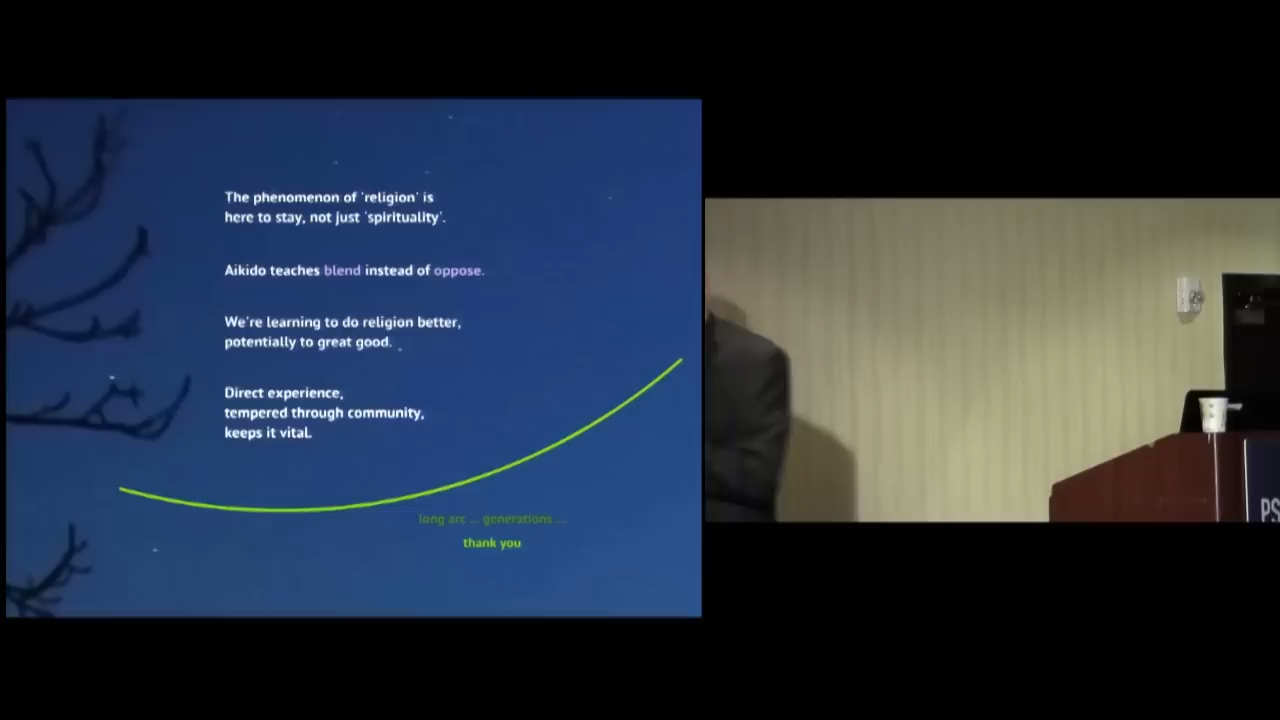 The phenomenon of 'religion' is
here to stay, not just 'spirituality'.
Aikido teaches blend instead of oppose.
We're learning to do religion better,
potentially to great good.
Direct experience,
tempered through community,
keeps it vital.
long arc ... generations ...
thank you
PS